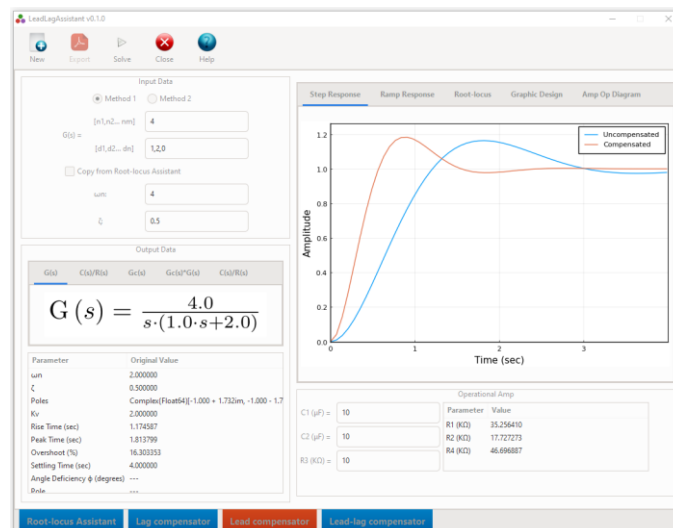 LeadLagAssistant v0.1.0
New Export Solve Close Help
Input Data
Method 1 Method 2
[n1,n2... nm] 4
G(s) =
[d1,d2... dn] 1,2,0
Copy from Root-locus Assistant
ωn: 4
ζ: 0.5
Output Data
G(s) C(s)/R(s) Gc(s) Gc(s)*G(s) C(s)/R(s)
G (s) = 4.0 / s·(1.0·s+2.0)
Parameter Original Value
ωn 2.000000
ζ 0.500000
Poles Complex{Float64}[-1.000 + 1.732im, -1.000 - 1.7
Kv 2.000000
Rise Time (sec) 1.174587
Peak Time (sec) 1.813799
Overshoot (%) 16.303353
Settling Time (sec) 4.000000
Angle Deficiency ϕ (degrees) ---
Pole ---
Step Response Ramp Response Root-locus Graphic Design Amp Op Diagram
Uncompensated
Compensated
Amplitude
1.2
1.0
0.8
0.6
0.4
0.2
0.0
0 1 2 3
Time (sec)
Operational Amp
C1 (μF) = 10
C2 (μF) = 10
R3 (KΩ) = 10
Parameter Value
R1 (KΩ) 35.256410
R2 (KΩ) 17.727273
R4 (KΩ) 46.696887
Root-locus Assistant Lag compensator Lead compensator Lead-lag compensator